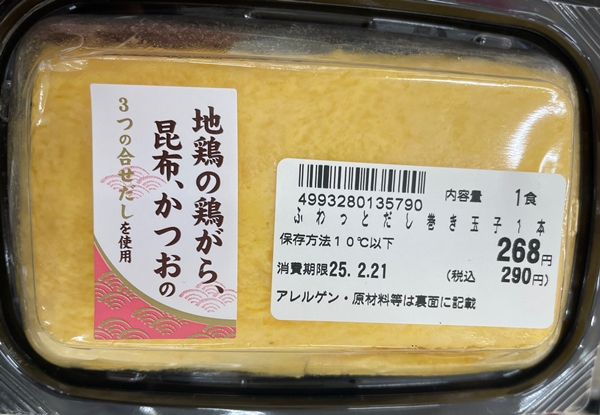 地鶏の鶏がら、
昆布、かつおの
3つの合せだしを使用
4993280135790
内容量 1食
ふわっとだし巻き玉子1本
保存方法10℃以下
268円
消費期限25. 2.21
(税込 290円)
アレルゲン・原材料等は裏面に記載